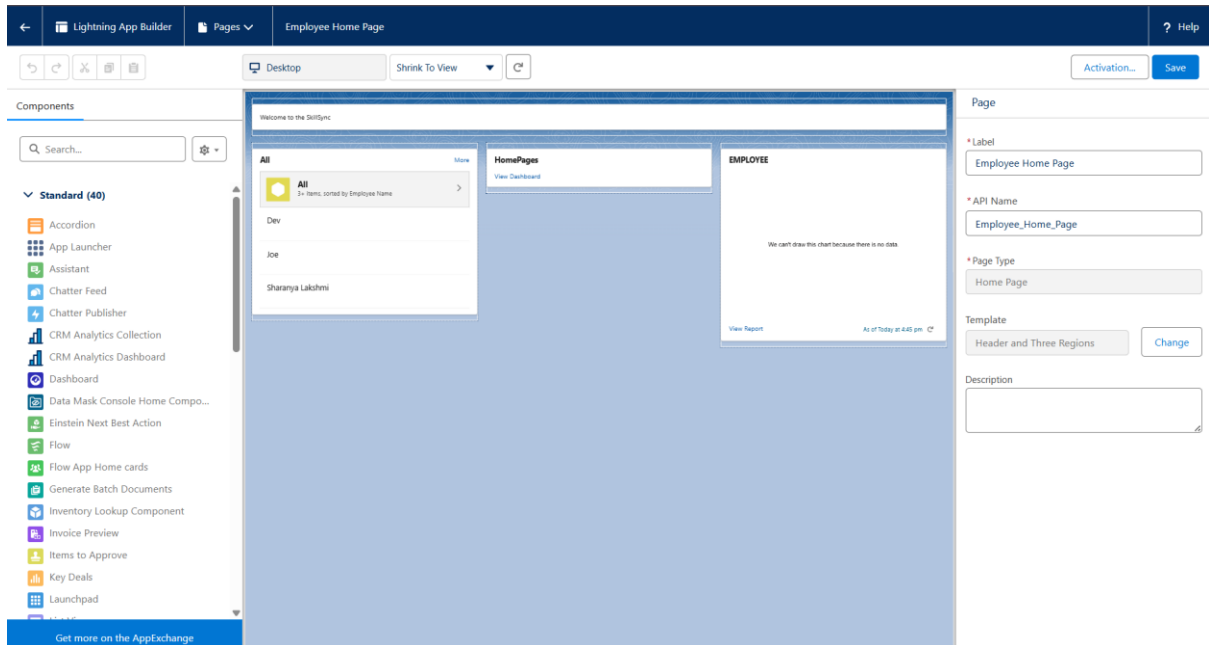 Lightning App Builder
Pages
Employee Home Page
? Help
Desktop
Shrink To View
Activation...
Save
Components
Search...
Standard (40)
Accordion
App Launcher
Assistant
Chatter Feed
Chatter Publisher
CRM Analytics Collection
CRM Analytics Dashboard
Dashboard
Data Mask Console Home Compo...
Einstein Next Best Action
Flow
Flow App Home cards
Generate Batch Documents
Inventory Lookup Component
Invoice Preview
Items to Approve
Key Deals
Launchpad
Get more on the AppExchange
Welcome to the SkillSync
All
More
All
3+ items, sorted by Employee Name
Dev
Joe
Sharanya Lakshmi
HomePages
View Dashboard
EMPLOYEE
We can't draw this chart because there is no data.
View Report
As of Today at 4:45 pm
Page
*Label
Employee Home Page
*API Name
Employee_Home_Page
*Page Type
Home Page
Template
Header and Three Regions
Change
Description